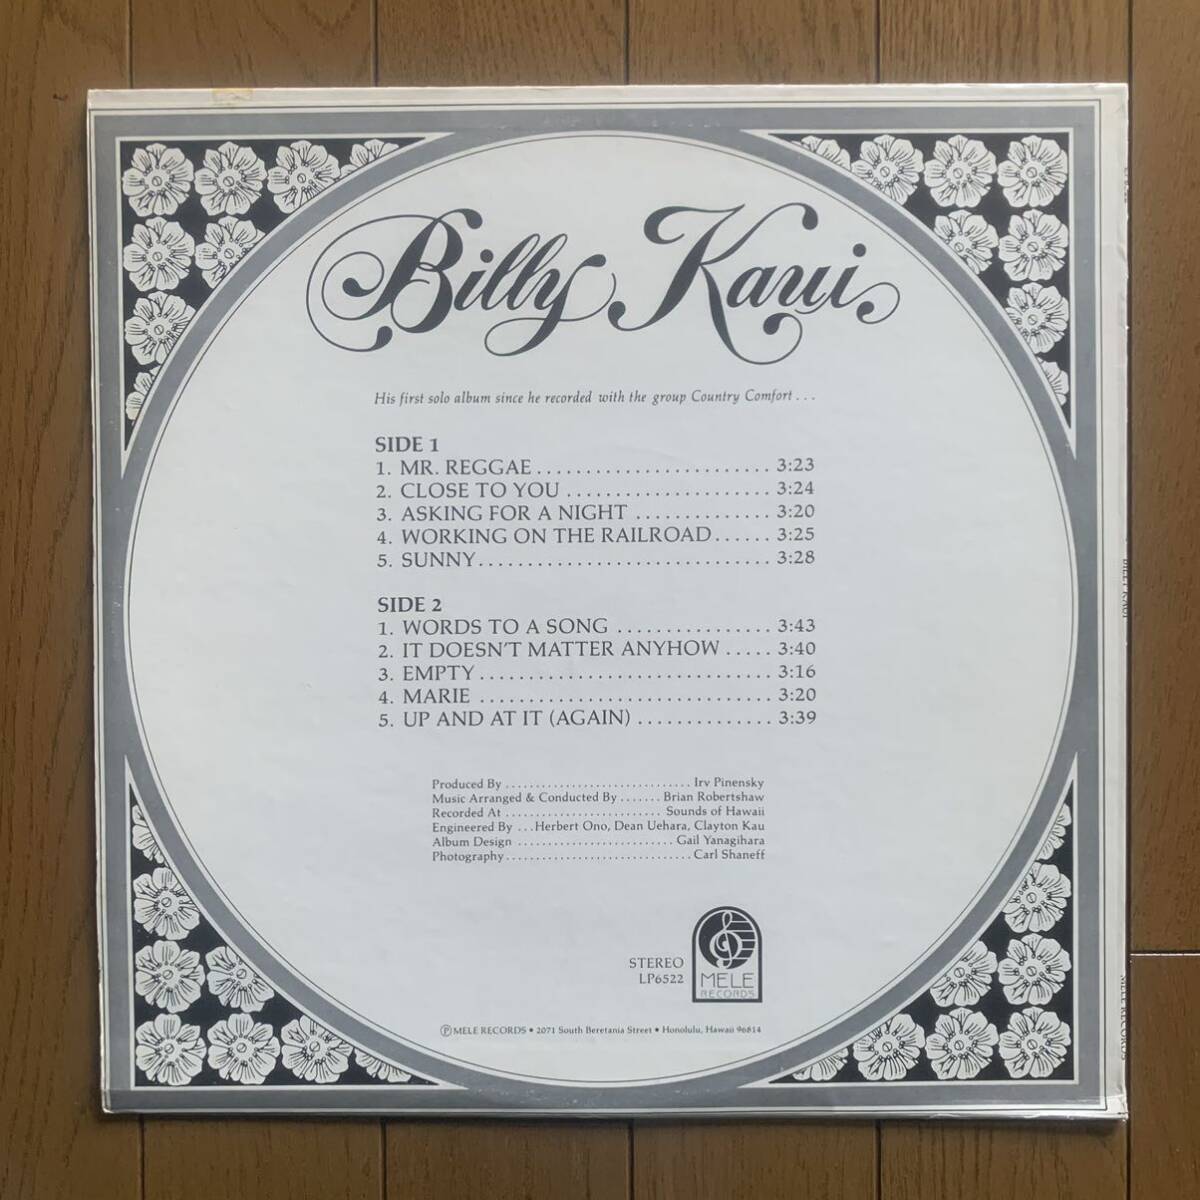 Billy Kaui
His first solo album since he recorded with the group Country Comfort . . .
SIDE 1
1. MR. REGGAE ........................ 3:23
2. CLOSE TO YOU ..................... 3:24
3. ASKING FOR A NIGHT .............. 3:20
4. WORKING ON THE RAILROAD...... 3:25
5. SUNNY.............................. 3:28
SIDE 2
1. WORDS TO A SONG ................ 3:43
2. IT DOESN'T MATTER ANYHOW ..... 3:40
3. EMPTY.............................. 3:16
4. MARIE .............................. 3:20
5. UP AND AT IT (AGAIN) .............. 3:39
Produced By ............................... Irv Pinensky
Music Arranged & Conducted By ....... Brian Robertshaw
Recorded At .......................... Sounds of Hawaii
Engineered By ... Herbert Ono, Dean Uehara, Clayton Kau
Album Design .......................... Gail Yanagihara
Photography............................... Carl Shaneff
STEREO
LP6522
MELE
RECORDS
Ⓟ MELE RECORDS • 2071 South Beretania Street • Honolulu, Hawaii 96814
BILLY KAUI
MELE RECORDS